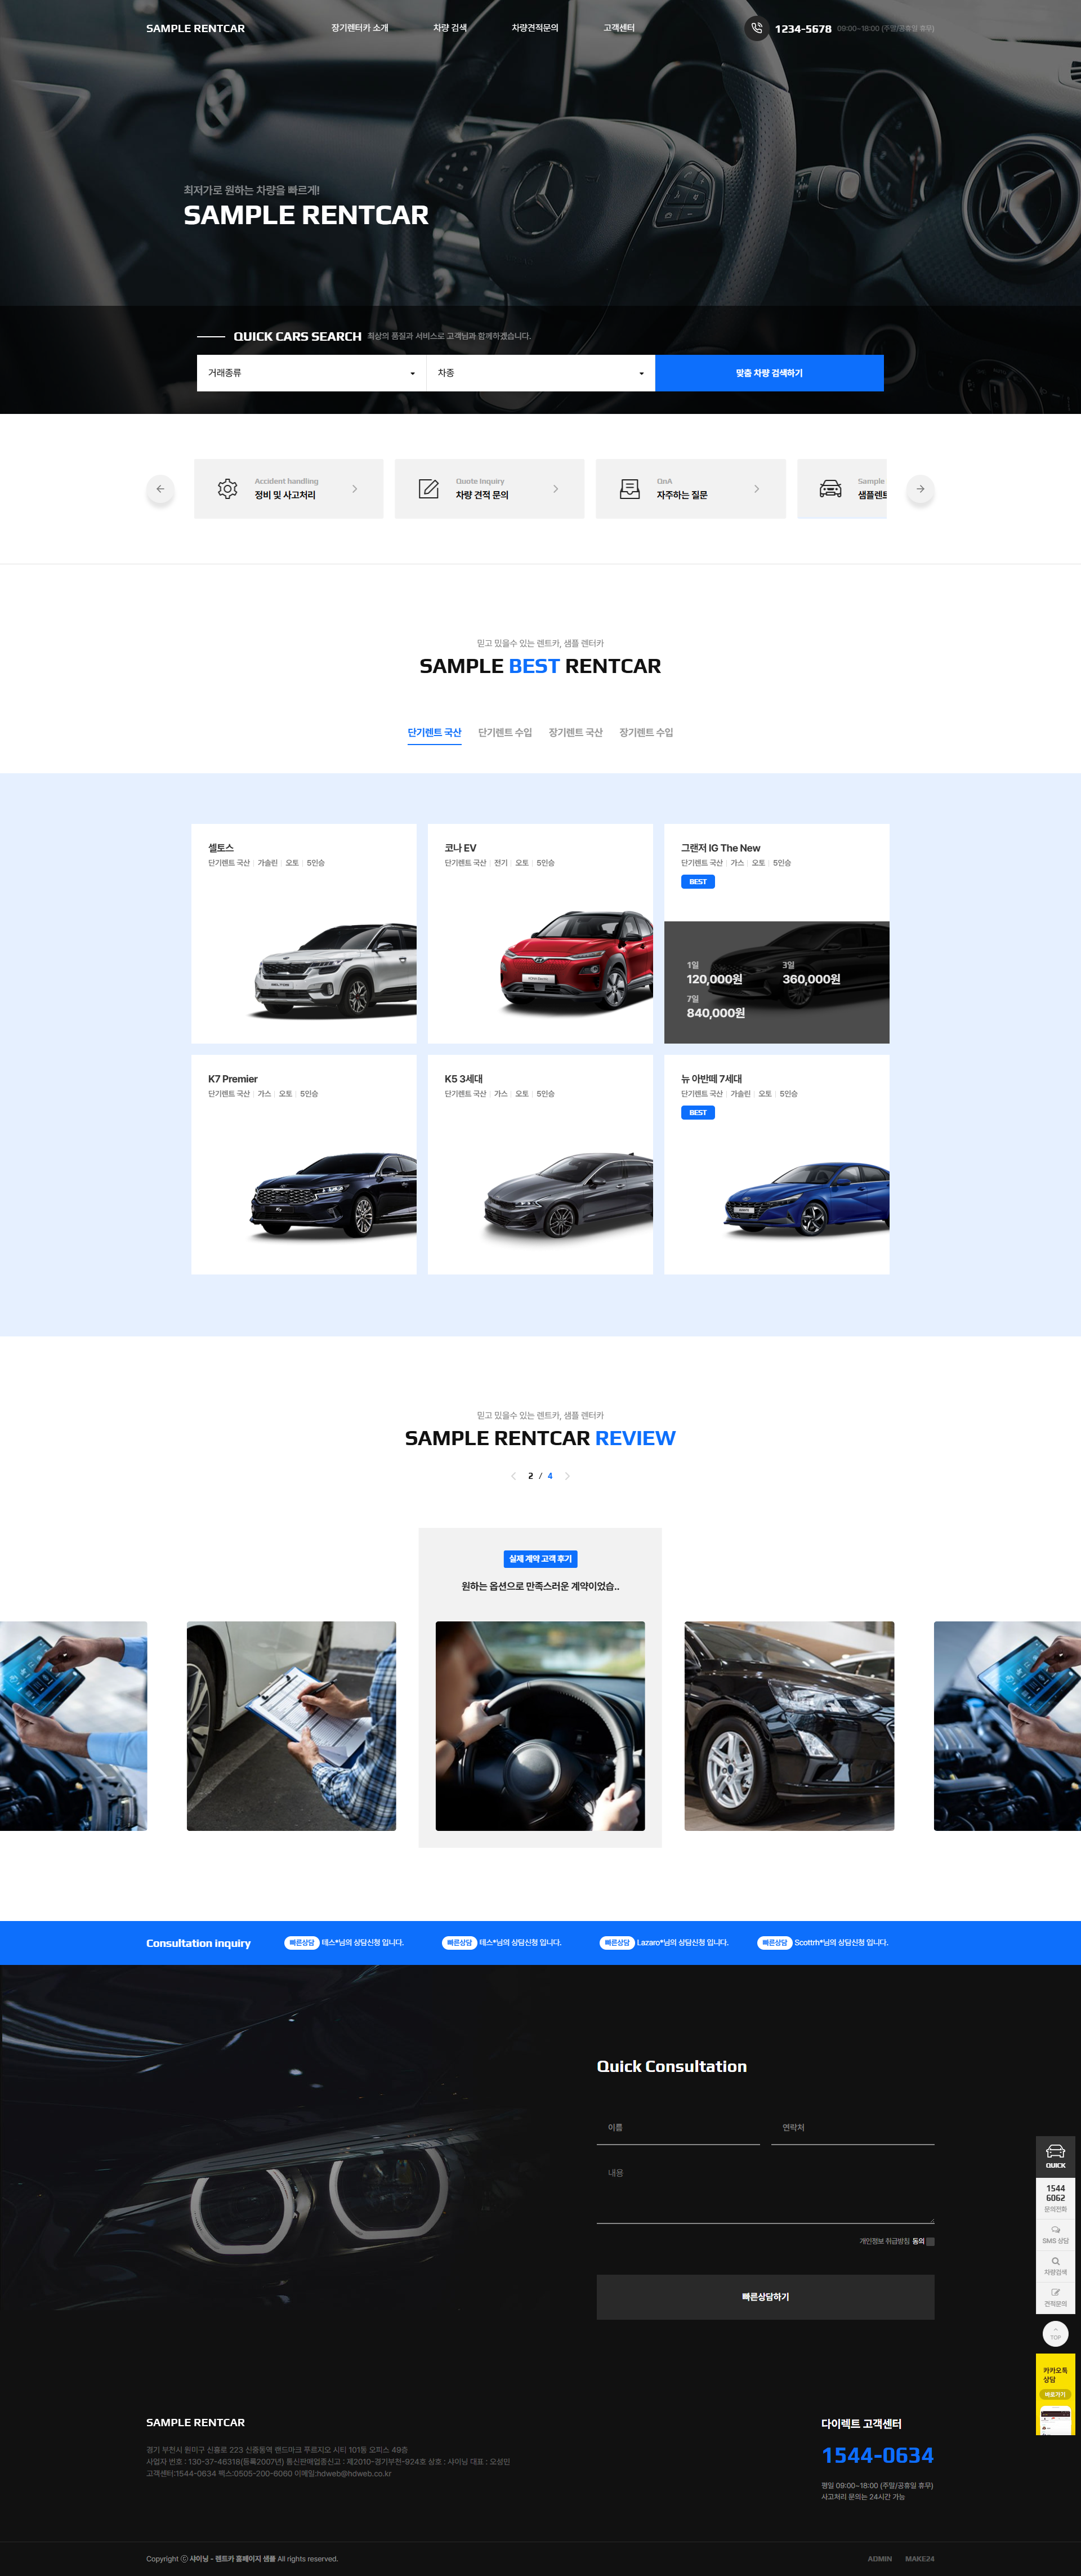 SAMPLE RENTCAR
장기렌터카 소개
차량 검색
차량견적문의
고객센터
1234-5678 09:00~18:00 (주말/공휴일 휴무)
최저가로 원하는 차량을 빠르게!
SAMPLE RENTCAR
QUICK CARS SEARCH 최상의 품질과 서비스로 고객님과 함께하겠습니다.
거래종류
차종
맞춤 차량 검색하기
Accident handling
정비 및 사고처리
Quote Inquiry
차량 견적 문의
QnA
자주하는 질문
Sample
샘플렌트
믿고 있을수 있는 렌트카, 샘플 렌터카
SAMPLE BEST RENTCAR
단기렌트 국산
단기렌트 수입
장기렌트 국산
장기렌트 수입
셀토스
단기렌트 국산 가솔린 오토 5인승
코나 EV
단기렌트 국산 전기 오토 5인승
그랜저 IG The New
단기렌트 국산 가스 오토 5인승
BEST
1일
120,000원
3일
360,000원
7일
840,000원
K7 Premier
단기렌트 국산 가스 오토 5인승
K5 3세대
단기렌트 국산 가스 오토 5인승
뉴 아반떼 7세대
단기렌트 국산 가솔린 오토 5인승
BEST
믿고 있을수 있는 렌트카, 샘플 렌터카
SAMPLE RENTCAR REVIEW
2 / 4
실제 계약 고객 후기
원하는 옵션으로 만족스러운 계약이었습..
Consultation inquiry
빠른상담 테스*님의 상담신청 입니다.
빠른상담 테스*님의 상담신청 입니다.
빠른상담 Lazaro*님의 상담신청 입니다.
빠른상담 Scottrh*님의 상담신청 입니다.
Quick Consultation
이름
연락처
내용
개인정보 취급방침 동의
빠른상담하기
QUICK
1544
6062
문의전화
SMS 상담
차량검색
견적문의
TOP
카카오톡
상담
바로가기
SAMPLE RENTCAR
경기 부천시 원미구 신흥로 223 신중동역 랜드마크 푸르지오 시티 101동 오피스 49층
사업자 번호 : 130-37-46318(등록2007년) 통신판매업증신고 : 제2010-경기부천-924호 상호 : 샤이닝 대표 : 오성민
고객센터:1544-0634 팩스:0505-200-6060 이메일:hdweb@hdweb.co.kr
다이렉트 고객센터
1544-0634
평일 09:00~18:00 (주말/공휴일 휴무)
사고처리 문의는 24시간 가능
Copyright ⓒ 샤이닝 - 렌트카 홈페이지 샘플 All rights reserved.
ADMIN
MAKE24